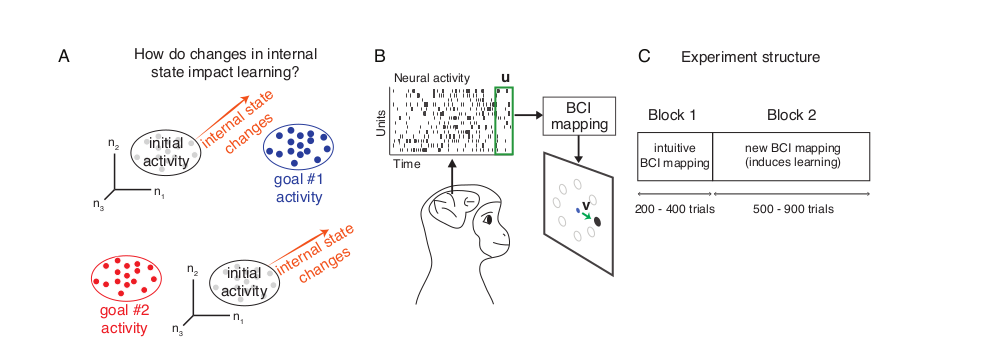 A
How do changes in internal
state impact learning?
internal state
changes
initial
activity
n2
n1
n3
goal #1
activity
internal state
changes
initial
activity
n2
n1
n3
goal #2
activity
B
Neural activity
u
Units
Time
BCI
mapping
v
C
Experiment structure
Block 1
Block 2
intuitive
BCI mapping
new BCI mapping
(induces learning)
200 - 400 trials
500 - 900 trials